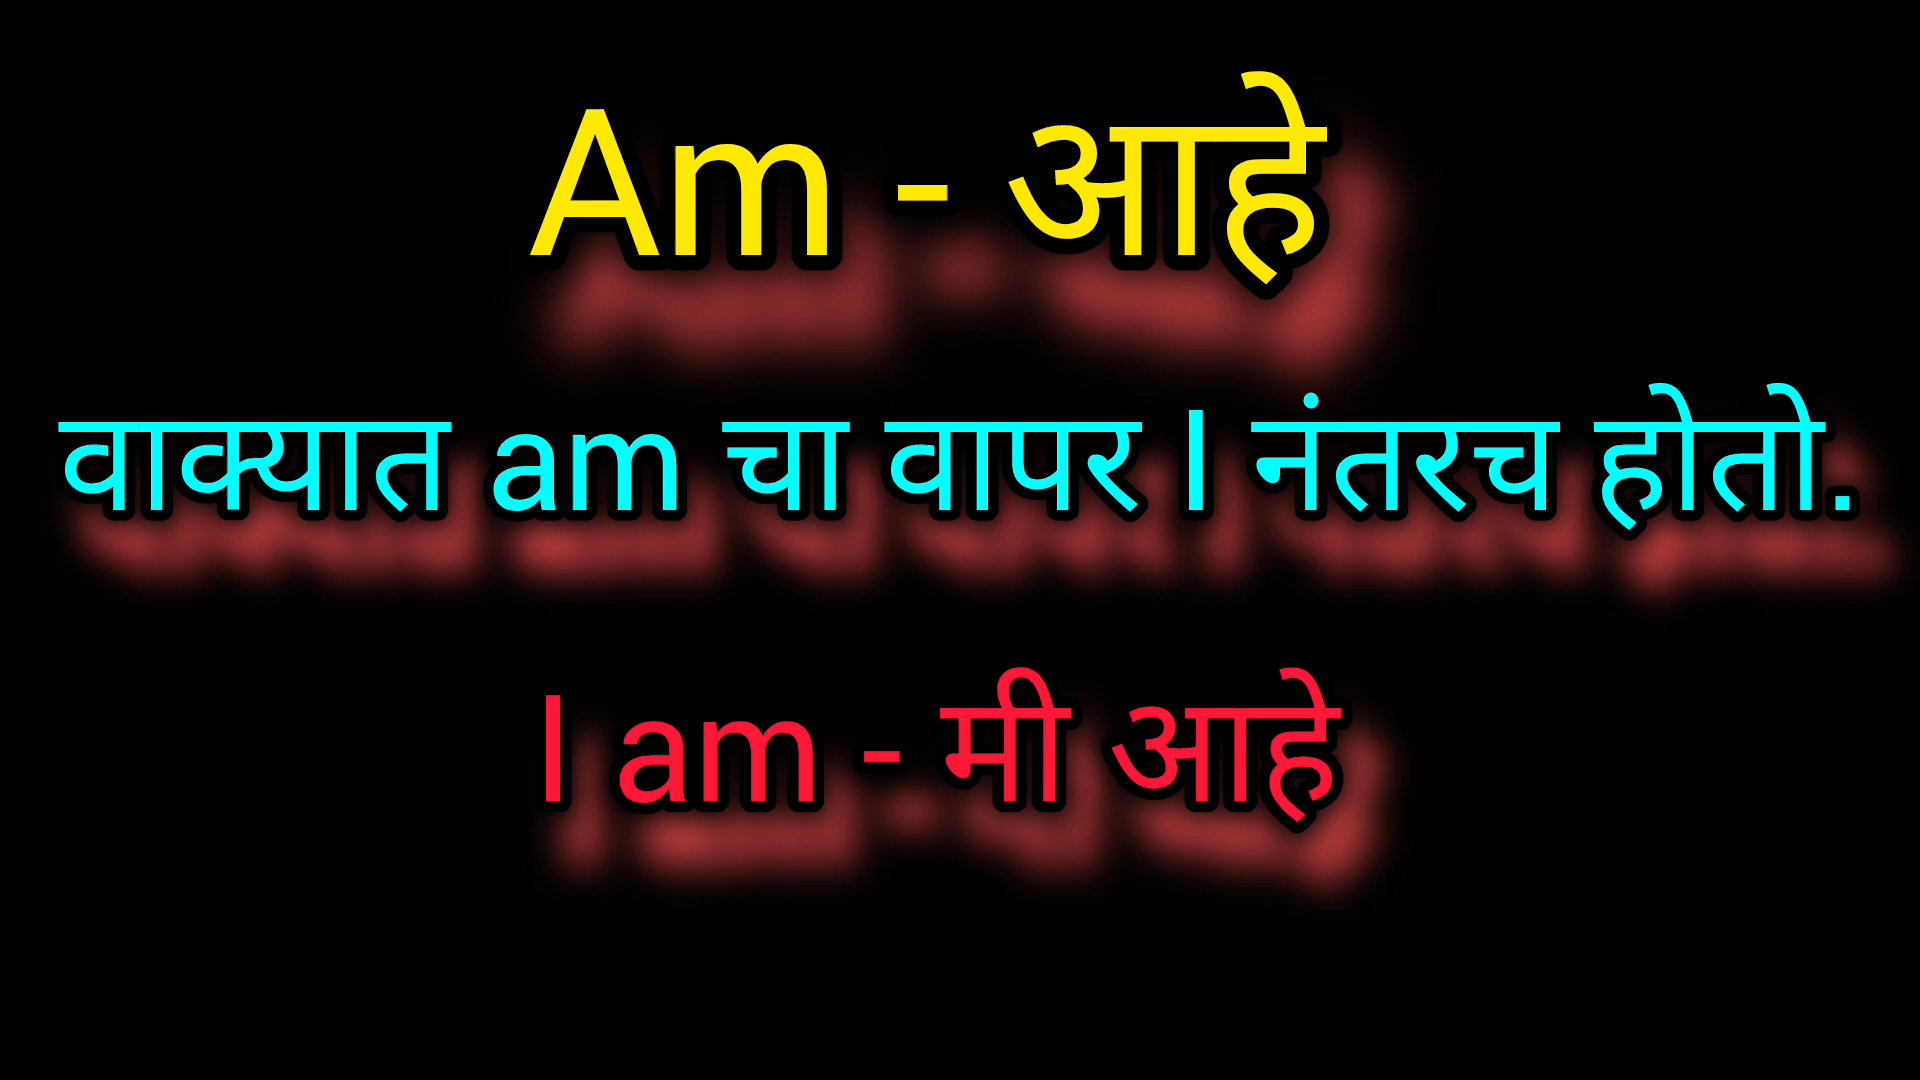 Am - आहे
वाक्यात am चा वापर I नंतरच होतो.
I am - मी आहे